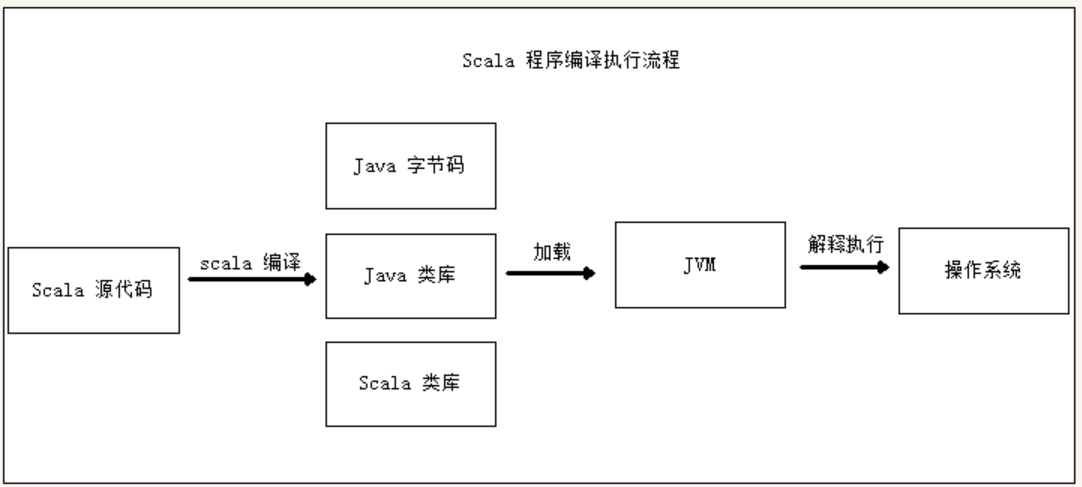 Scala 程序编译执行流程
Java 字节码
Scala 源代码
scala 编译
Java 类库
加载
JVM
解释执行
操作系统
Scala 类库